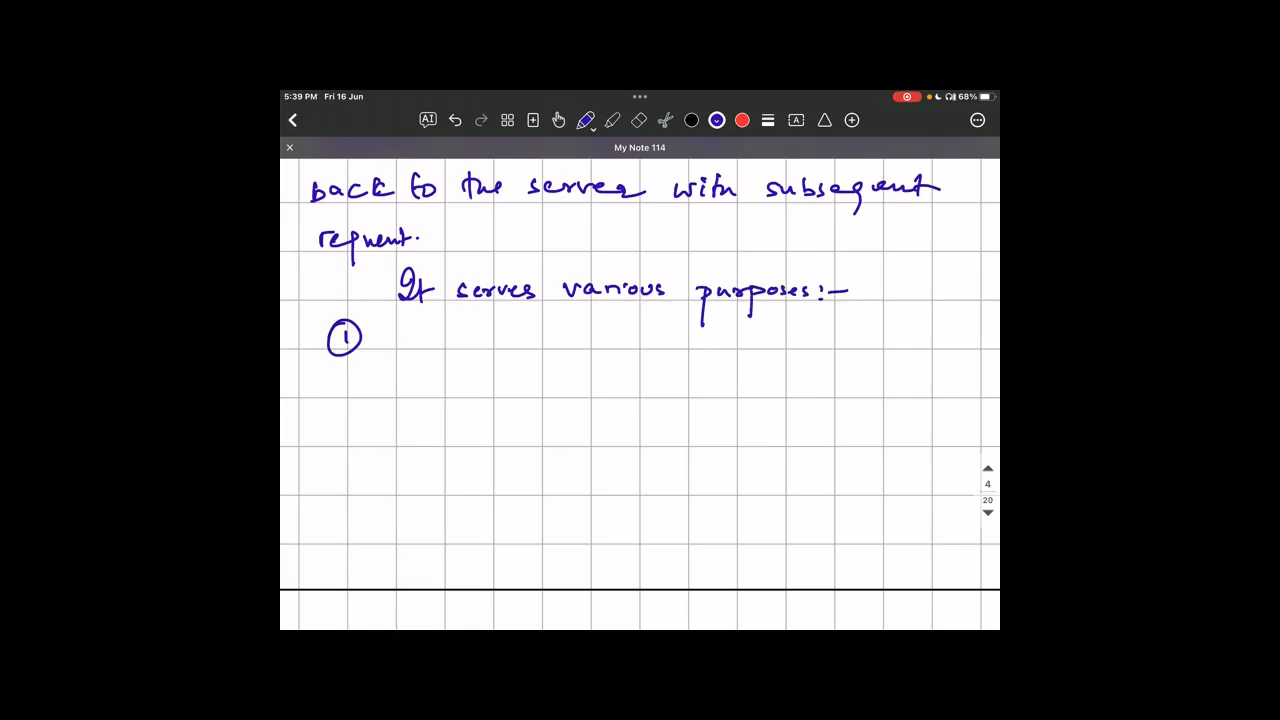 5:39 PM Fri 16 Jun
68%
AI
A
My Note 114
back to the server with subsequent
request.
It serves various purposes:-
1
4
20